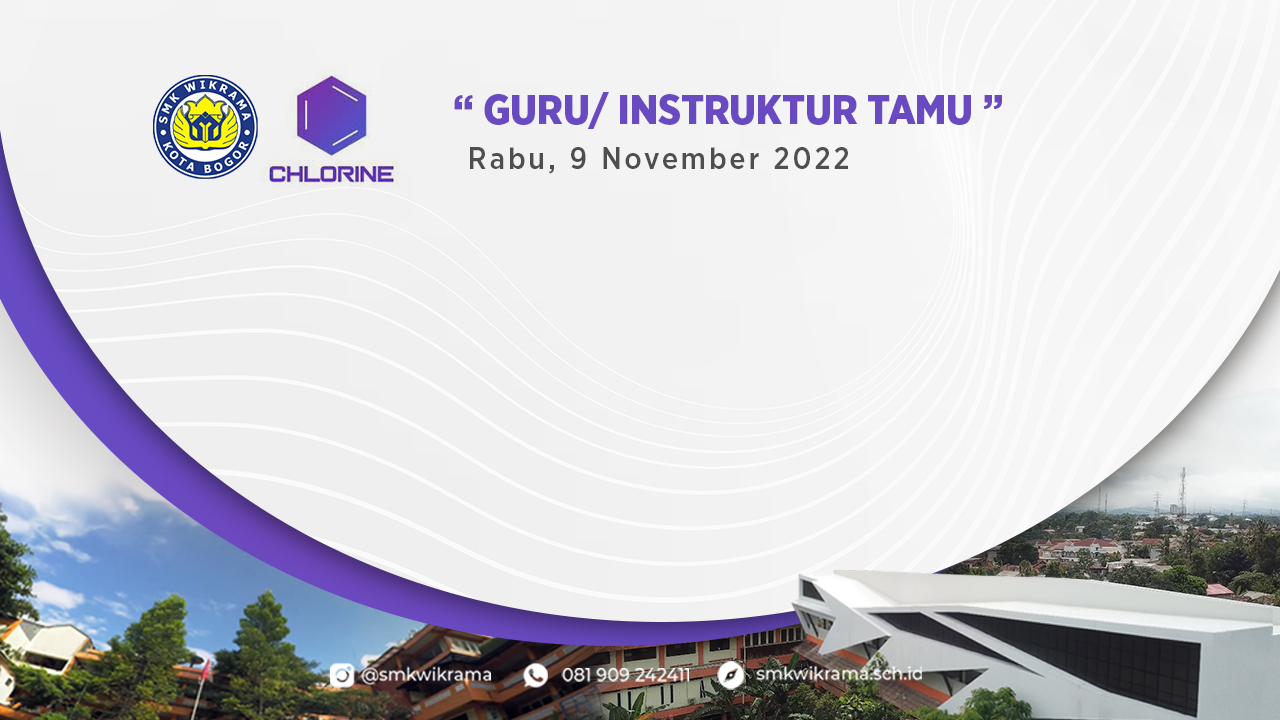 SMK WIKRAMA
KOTA BOGOR
CHLORINE
“ GURU/ INSTRUKTUR TAMU ”
Rabu, 9 November 2022
@smkwikrama
081 909 242411
smkwikrama.sch.id